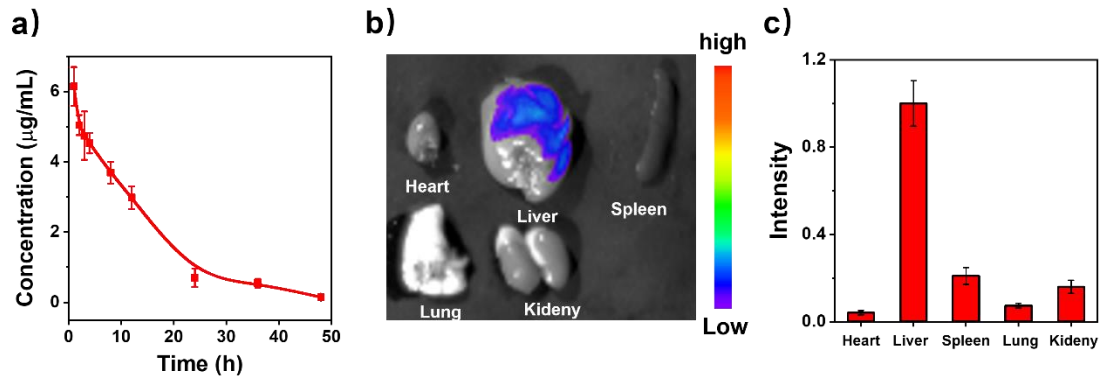 a)
Concentration (μg/mL)
6
4
2
0
0 10 20 30 40 50
Time (h)
b)
high
Heart
Liver
Spleen
Lung
Kideny
Low
c)
Intensity
1.2
0.8
0.4
0.0
Heart Liver Spleen Lung Kideny